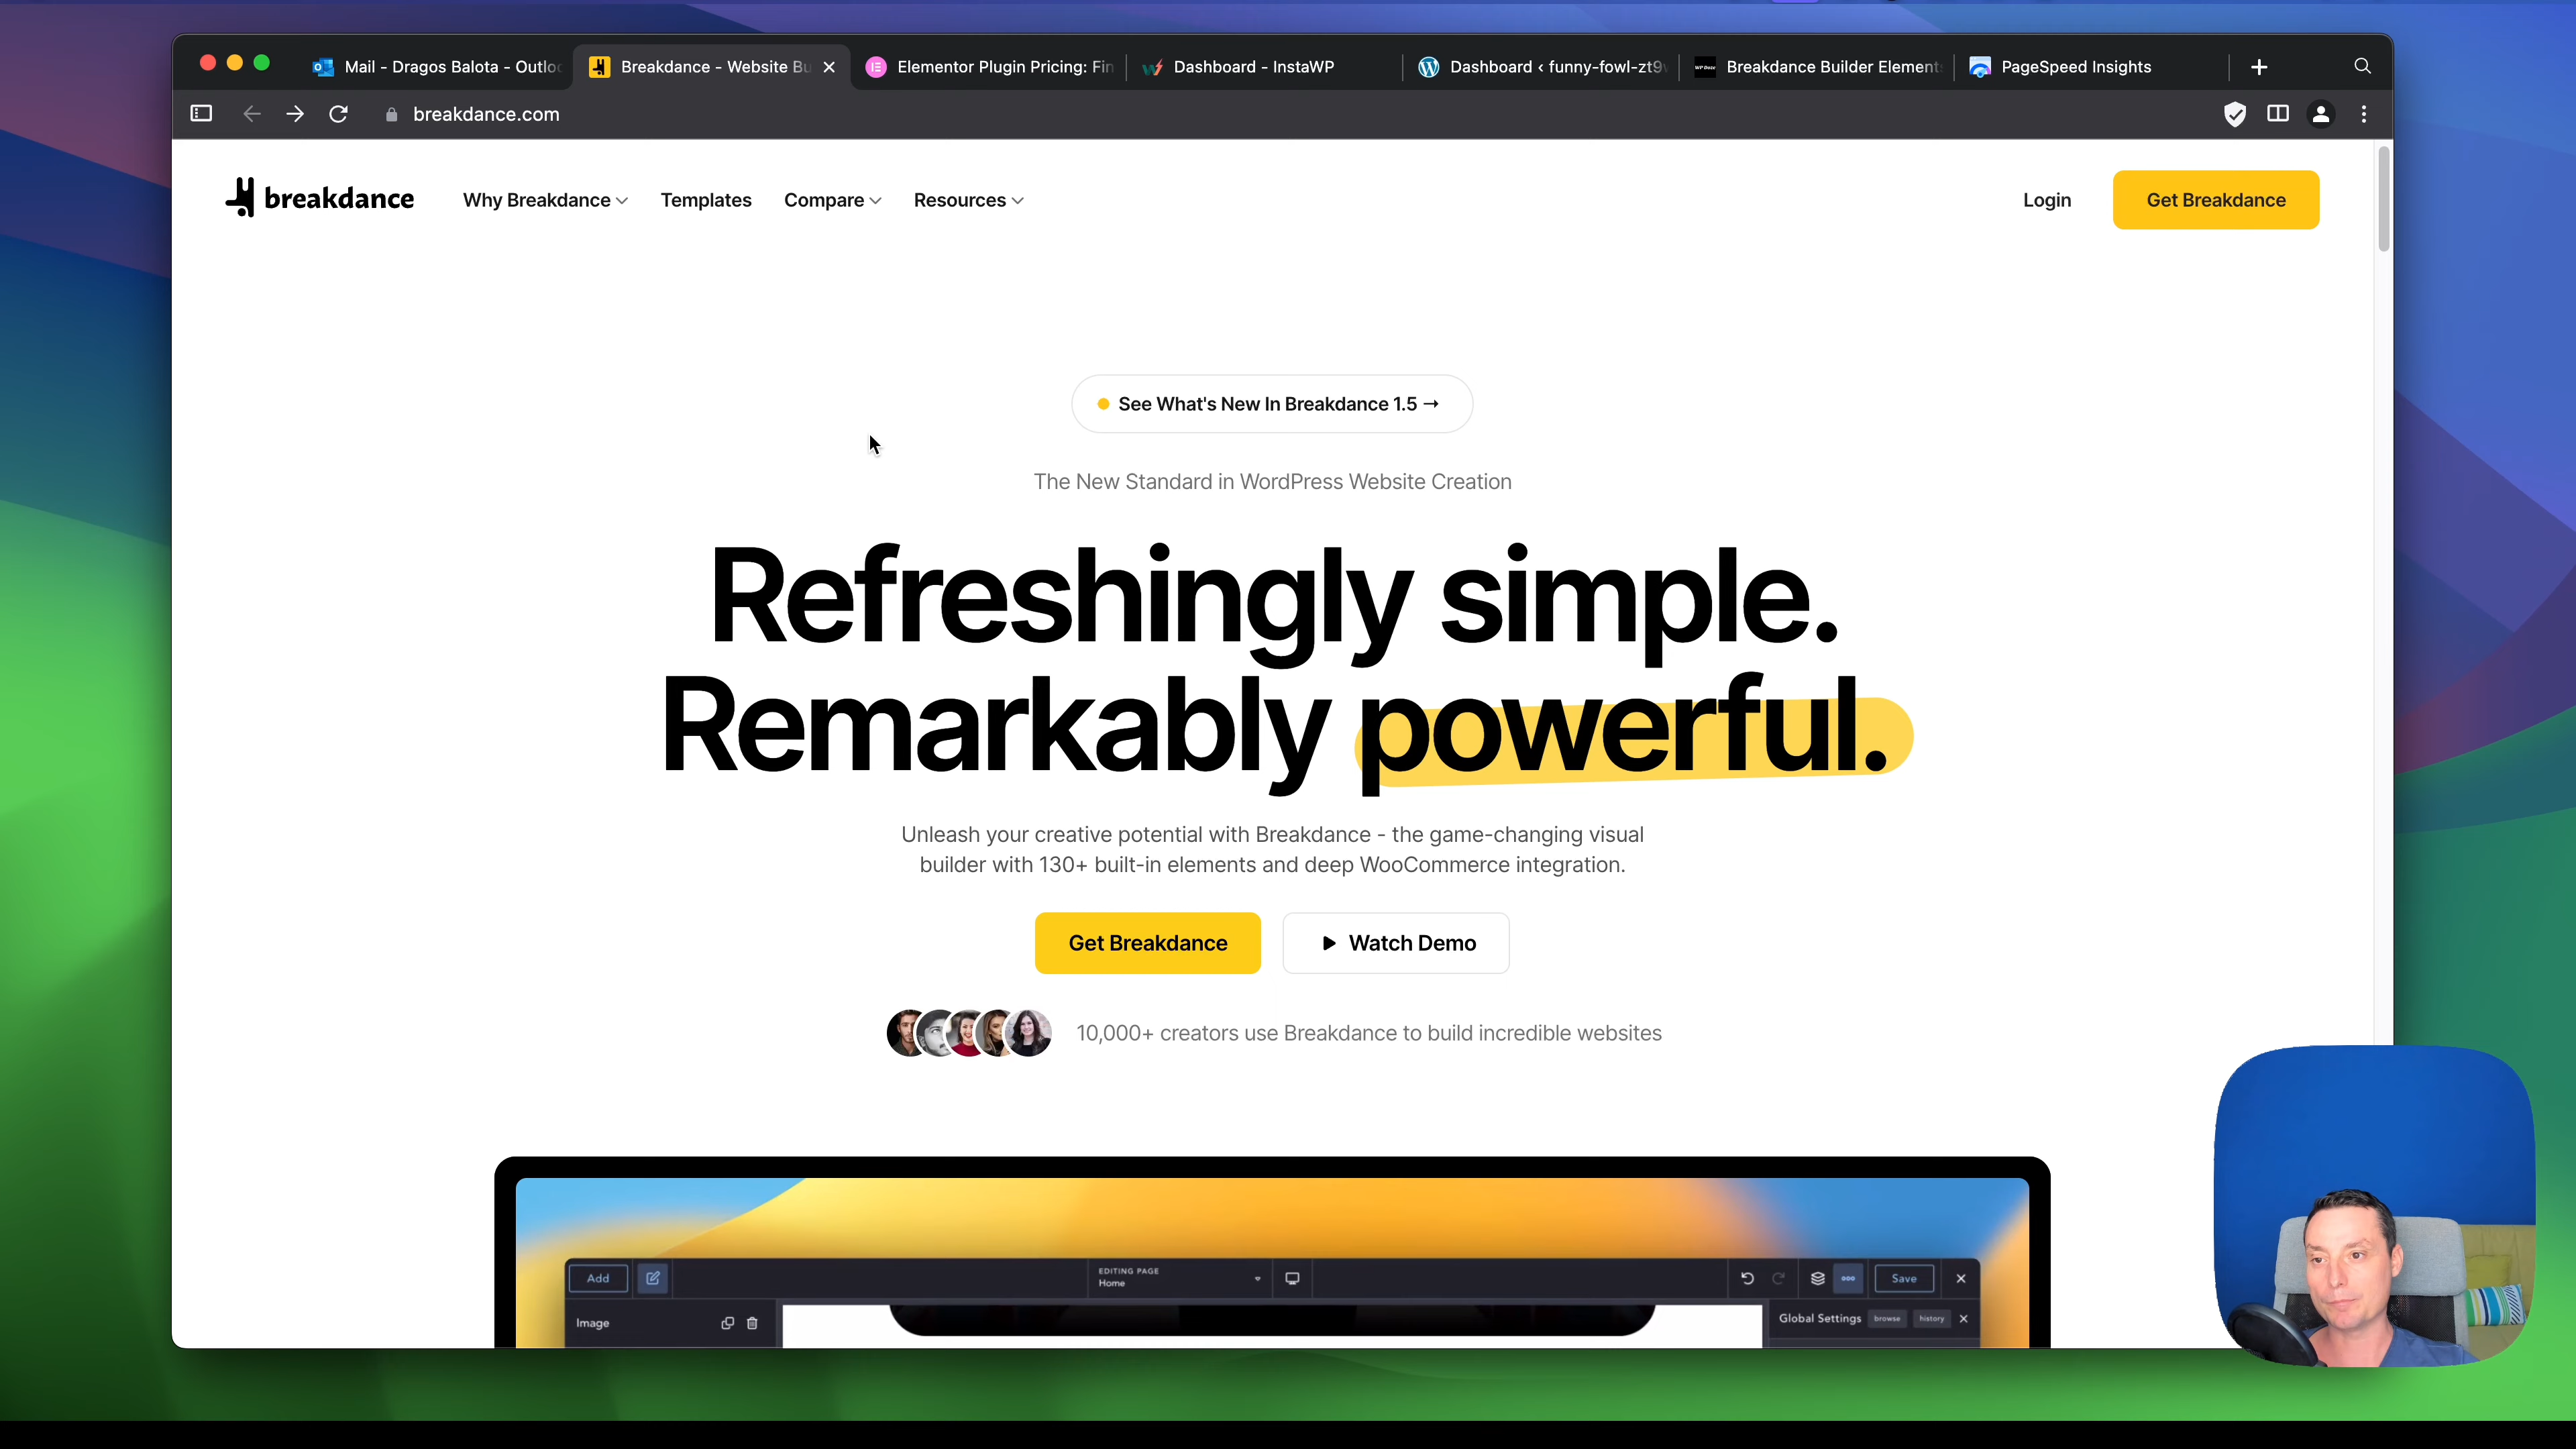 Mail - Dragos Balota - Outloo
Breakdance - Website Bu
Elementor Plugin Pricing: Fin
Dashboard - InstaWP
Dashboard ‹ funny-fowl-zt9
Breakdance Builder Element
PageSpeed Insights
breakdance.com
breakdance
Why Breakdance
Templates
Compare
Resources
Login
Get Breakdance
See What's New In Breakdance 1.5 →
The New Standard in WordPress Website Creation
Refreshingly simple.
Remarkably powerful.
Unleash your creative potential with Breakdance - the game-changing visual
builder with 130+ built-in elements and deep WooCommerce integration.
Get Breakdance
Watch Demo
10,000+ creators use Breakdance to build incredible websites
Add
EDITING PAGE
Home
Save
Image
Global Settings
browse
history